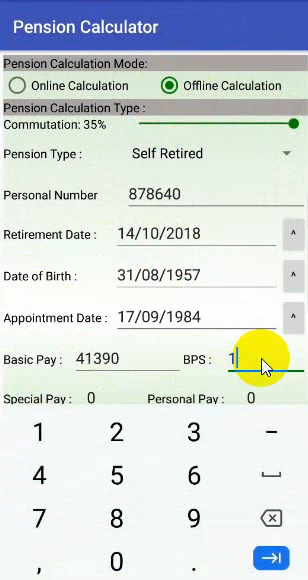 Pension Calculator
Pension Calculation Mode:
Online Calculation Offline Calculation
Pension Calculation Type :
Commutation: 35%
Pension Type : Self Retired
Personal Number 878640
Retirement Date : 14/10/2018 ^
Date of Birth : 31/08/1957 ^
Appointment Date : 17/09/1984 ^
Basic Pay : 41390 BPS : 1
Special Pay : 0 Personal Pay : 0
1 2 3 -
4 5 6
7 8 9
, 0 .